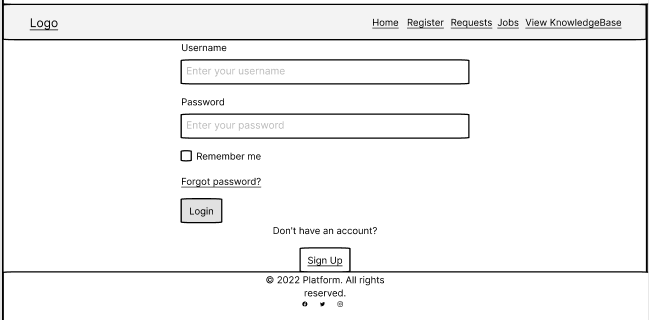 Logo
Home Register Requests Jobs View KnowledgeBase
Username
Enter your username
Password
Enter your password
Remember me
Forgot password?
Login
Don't have an account?
Sign Up
© 2022 Platform. All rights
reserved.